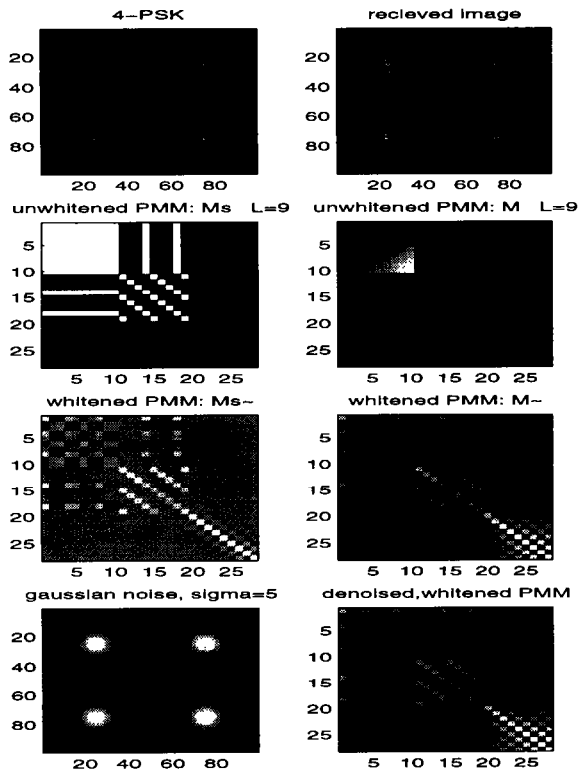 4-PSK
recieved image
20
40
60
80
20 40 60 80
20
40
60
80
20 40 60 80
unwhitened PMM: Ms L=9
unwhitened PMM: M L=9
5
10
15
20
25
5 10 15 20 25
5
10
15
20
25
5 10 15 20 25
whitened PMM: Ms~
whitened PMM: M~
5
10
15
20
25
5 10 15 20 25
5
10
15
20
25
5 10 15 20 25
gaussian noise, sigma=5
denoised,whitened PMM
20
40
60
80
20 40 60 80
5
10
15
20
25
5 10 15 20 25